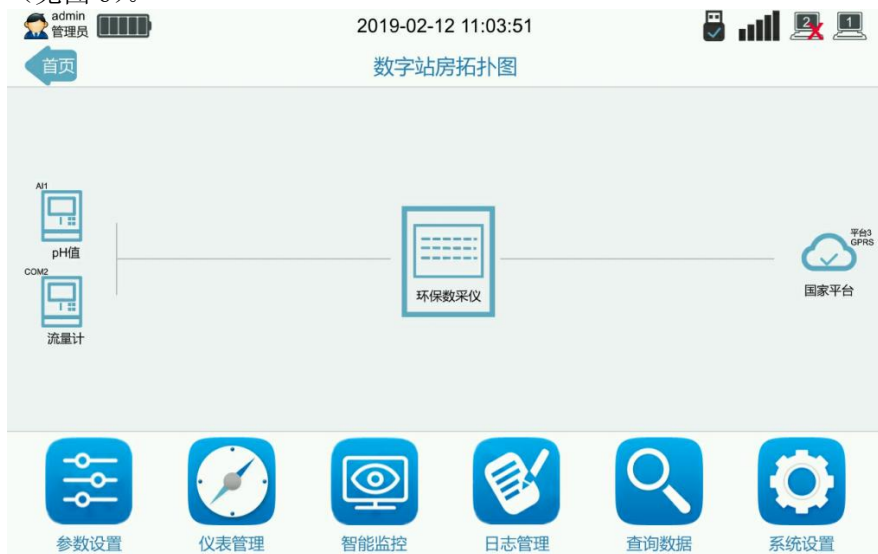 admin
管理员
2019-02-12 11:03:51
2
1
首页
数字站房拓扑图
AI1
pH值
COM2
流量计
环保数采仪
平台3
GPRS
国家平台
参数设置
仪表管理
智能监控
日志管理
查询数据
系统设置